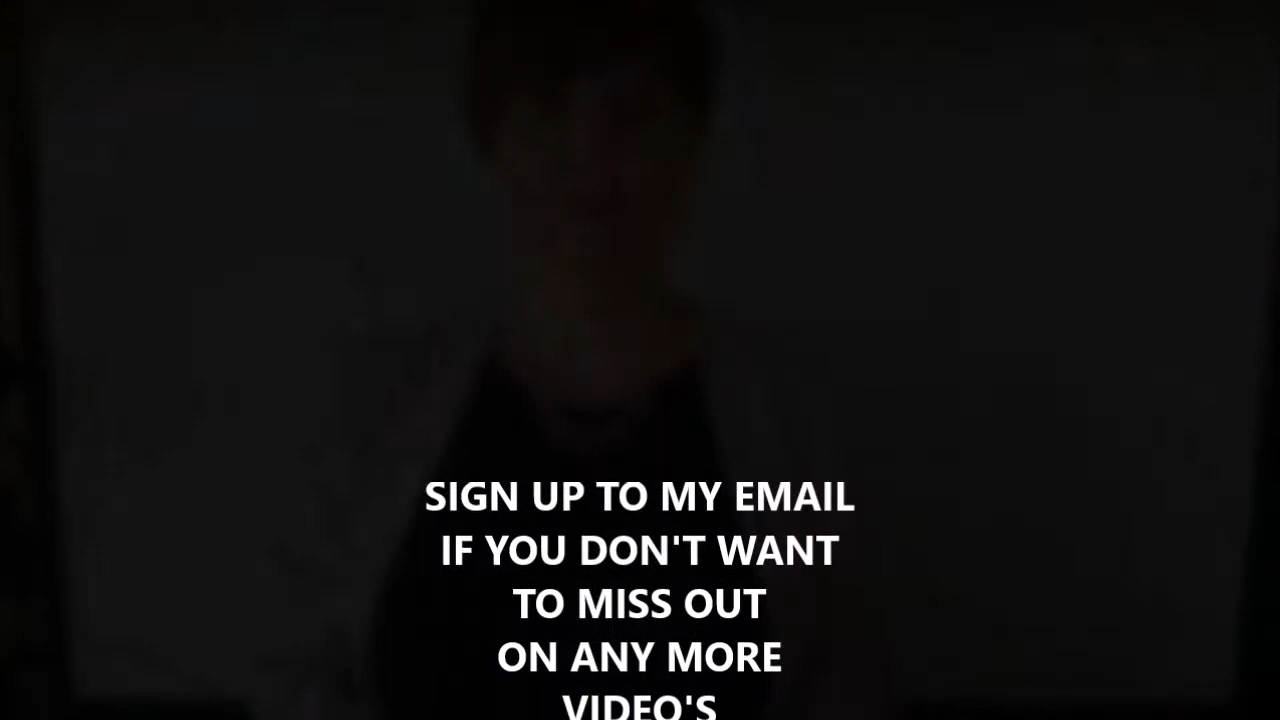 SIGN UP TO MY EMAIL
IF YOU DON'T WANT
TO MISS OUT
ON ANY MORE
VIDEO'S